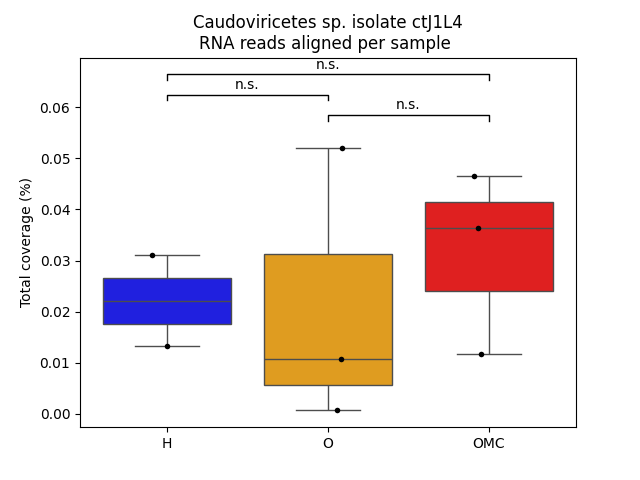 Caudoviricetes sp. isolate ctJ1L4
RNA reads aligned per sample
n.s.
n.s.
n.s.
Total coverage (%)
0.06
0.05
0.04
0.03
0.02
0.01
0.00
H
O
OMC